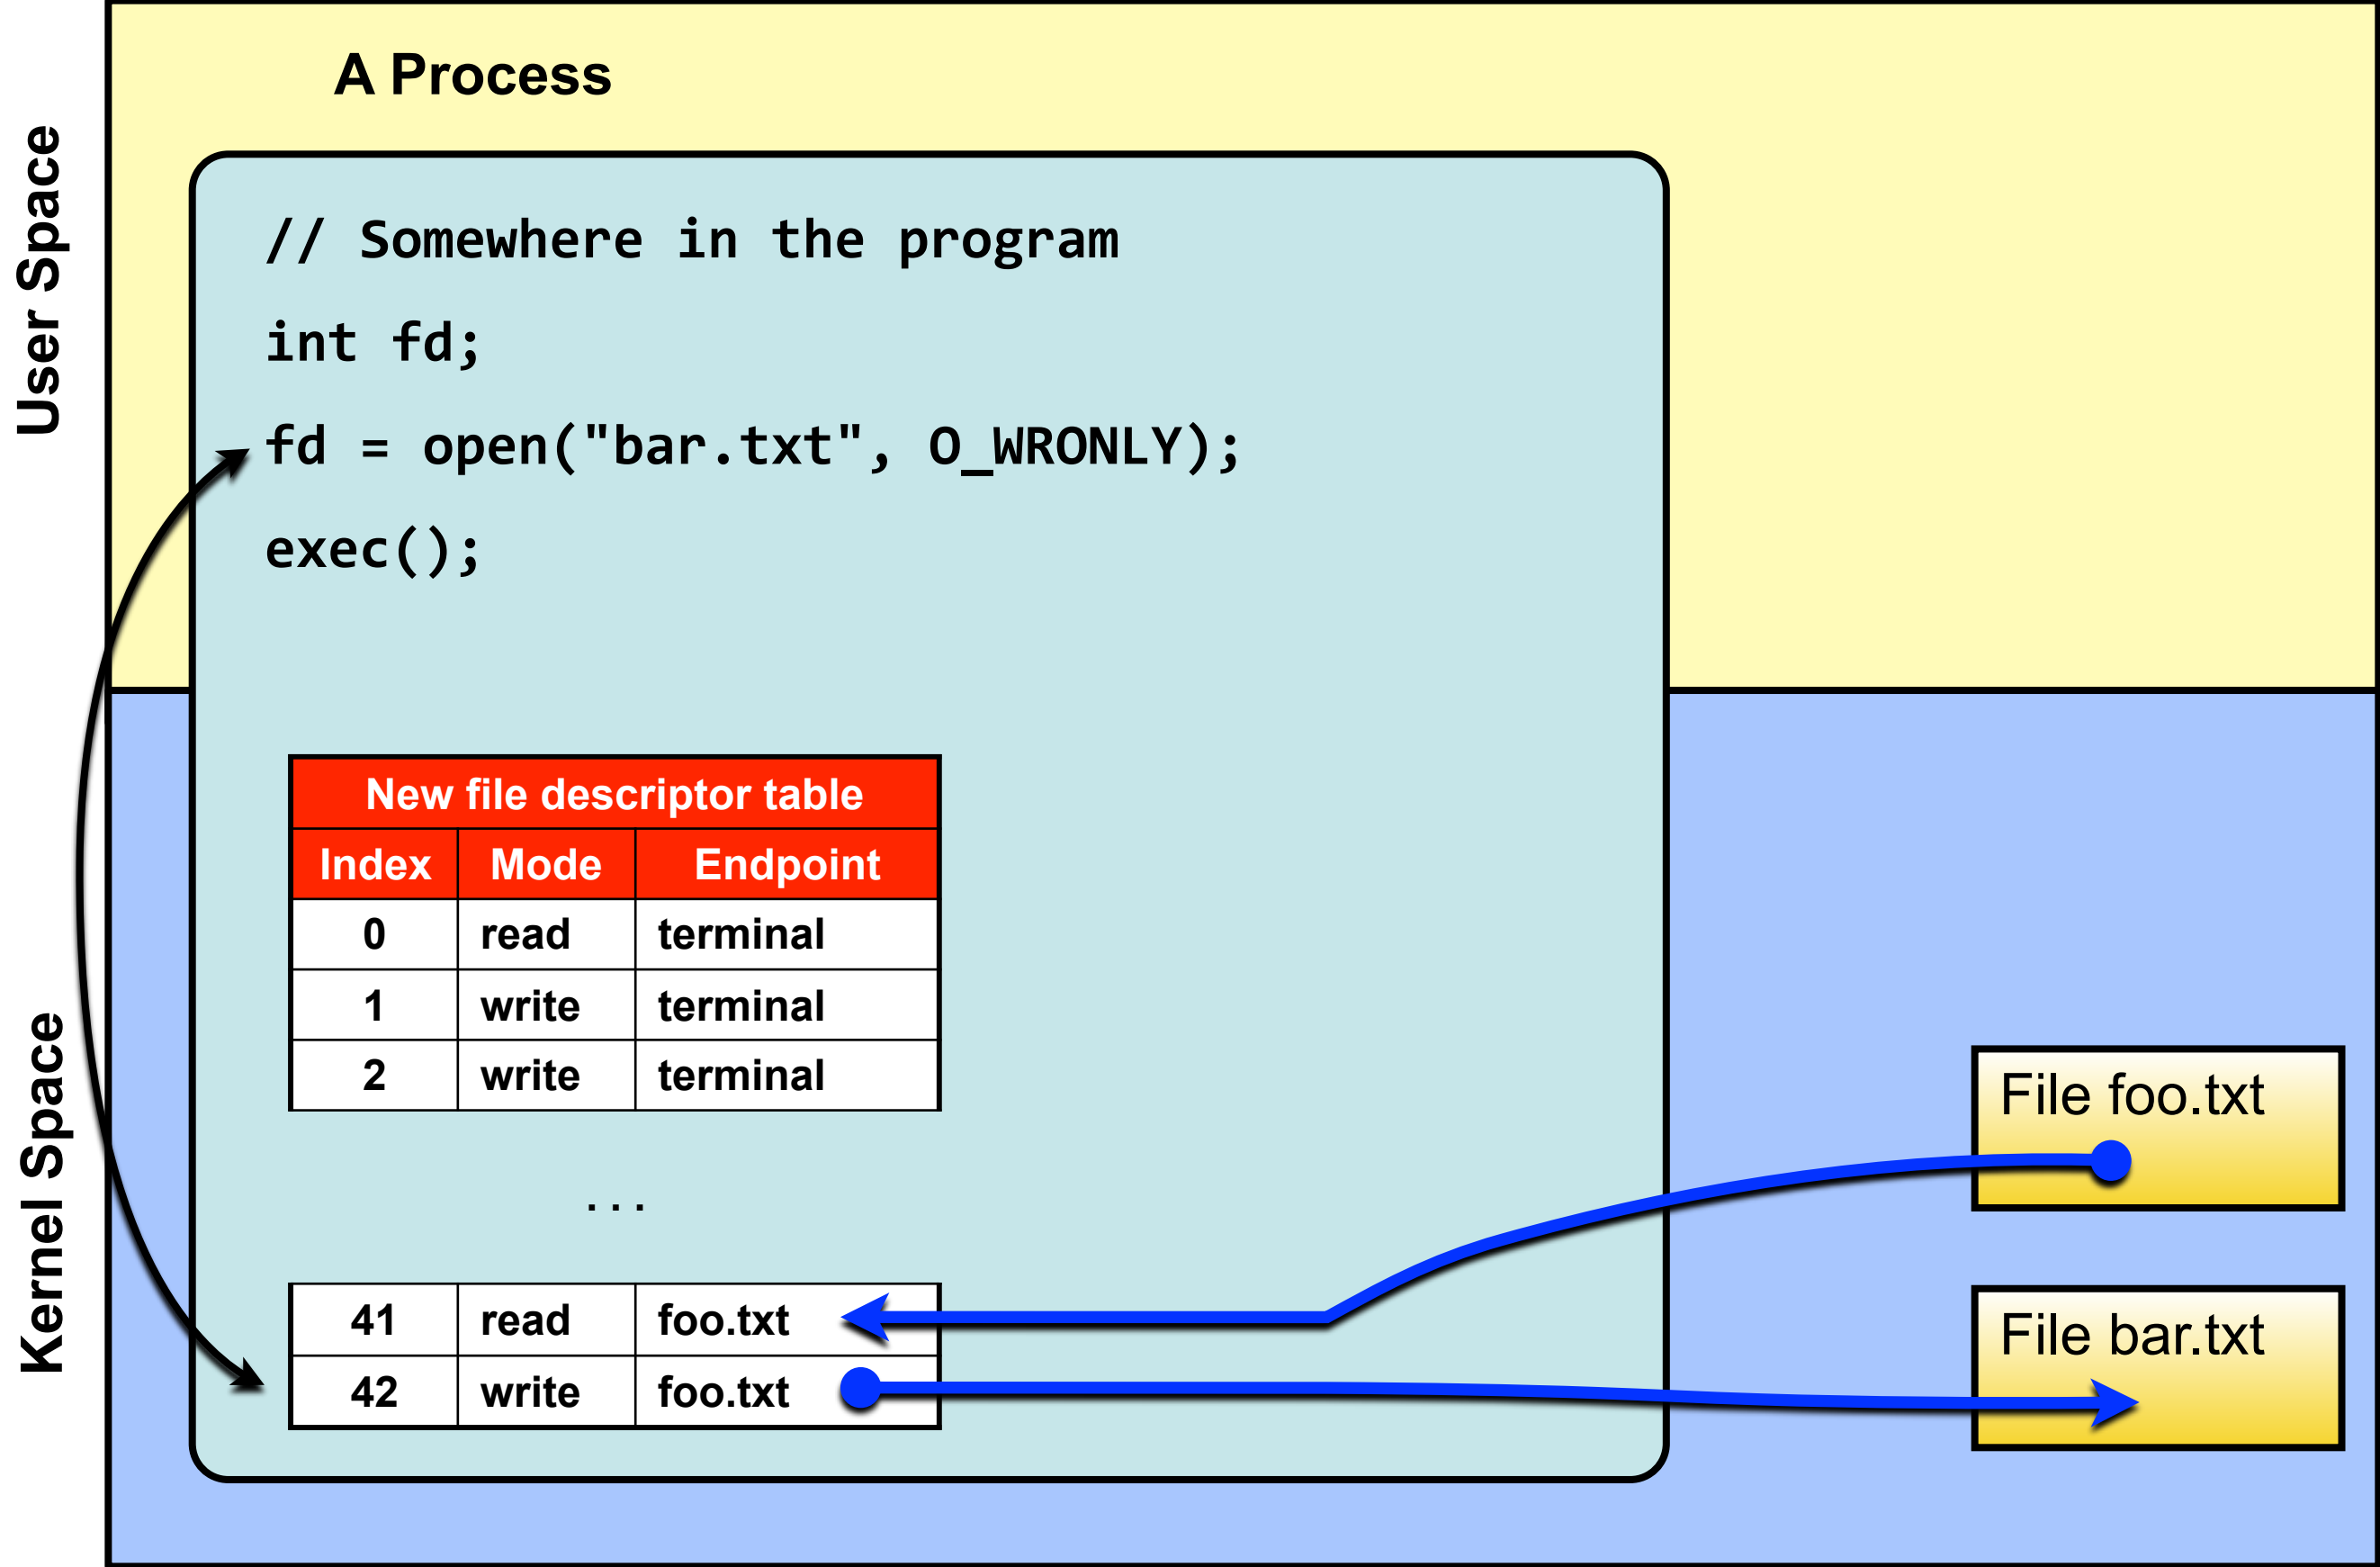 A Process
User Space
// Somewhere in the program
int fd;
fd = open("bar.txt", O_WRONLY);
exec();
Kernel Space
New file descriptor table
Index Mode Endpoint
0 read terminal
1 write terminal
2 write terminal
...
41 read foo.txt
42 write foo.txt
File foo.txt
File bar.txt